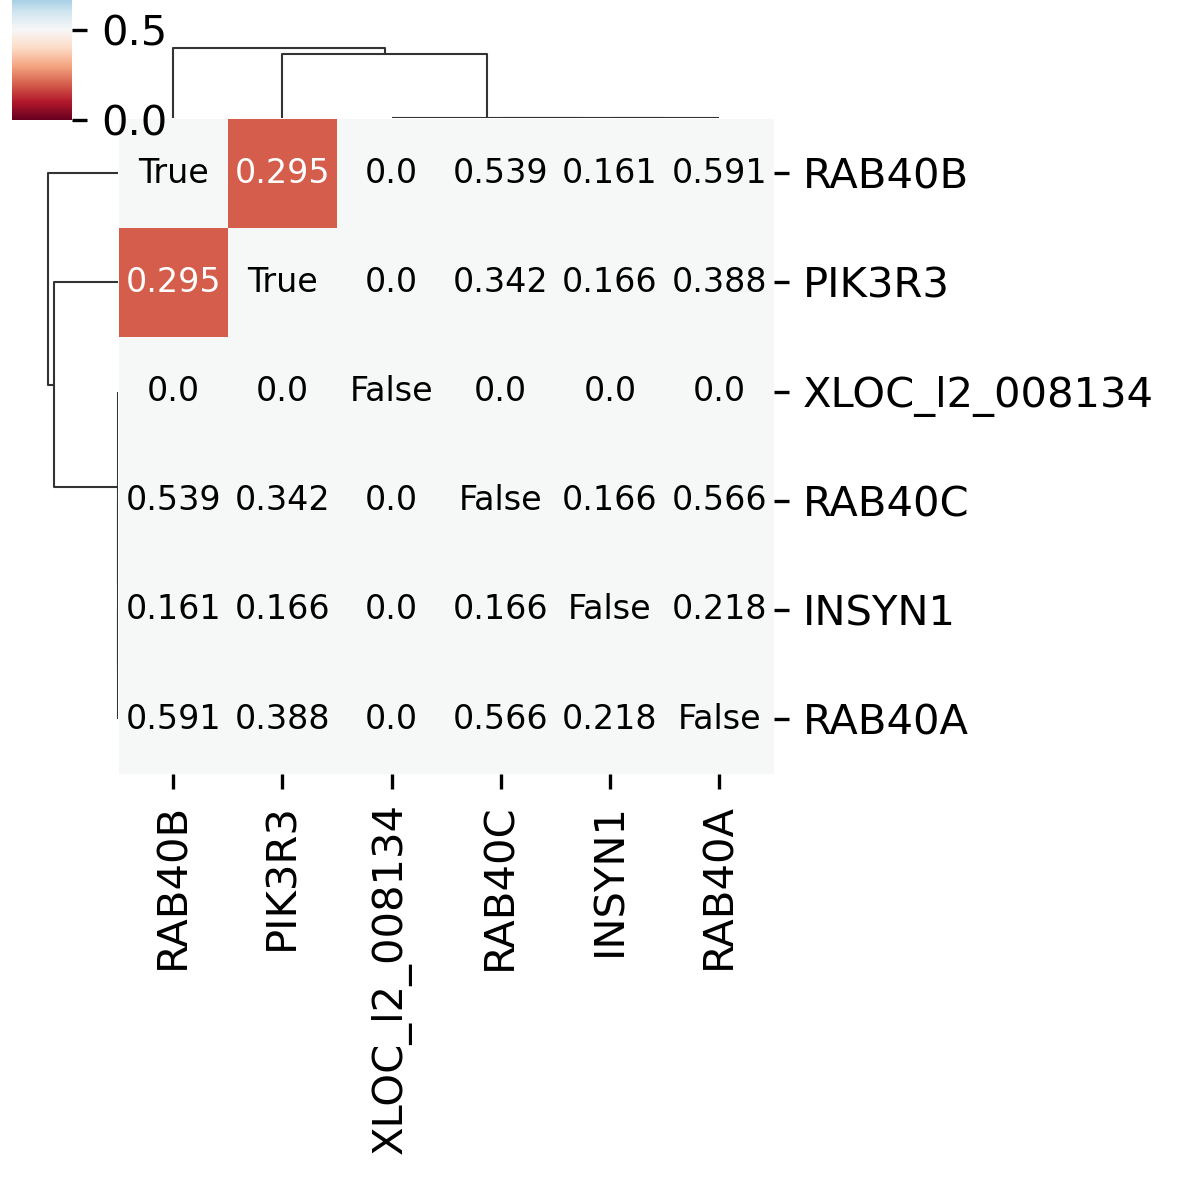 0.5
0.0
True 0.295 0.0 0.539 0.161 0.591 RAB40B
0.295 True 0.0 0.342 0.166 0.388 PIK3R3
0.0 0.0 False 0.0 0.0 0.0 XLOC_l2_008134
0.539 0.342 0.0 False 0.166 0.566 RAB40C
0.161 0.166 0.0 0.166 False 0.218 INSYN1
0.591 0.388 0.0 0.566 0.218 False RAB40A
RAB40B
PIK3R3
XLOC_l2_008134
RAB40C
INSYN1
RAB40A